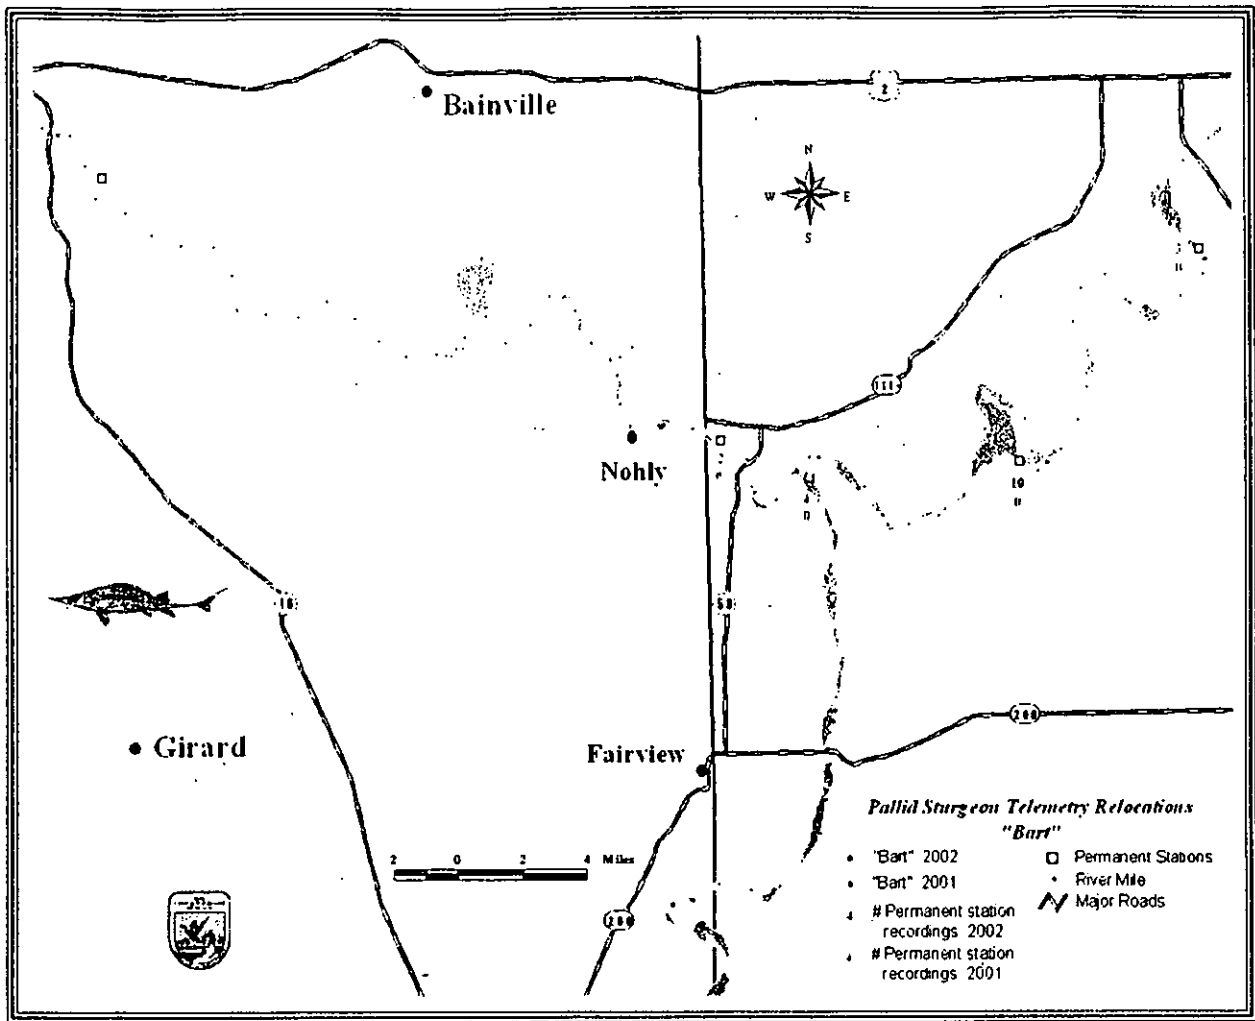 2
Bainville
N
W E
S
111
Nohly
10
16
58
200
Girard
Fairview
Pallid Sturgeon Telemetry Relocations
"Bart"
"Bart" 2002
"Bart" 2001
# Permanent station
recordings 2002
# Permanent station
recordings 2001
Permanent Stations
River Mile
Major Roads
2 0 2 4 Miles
200